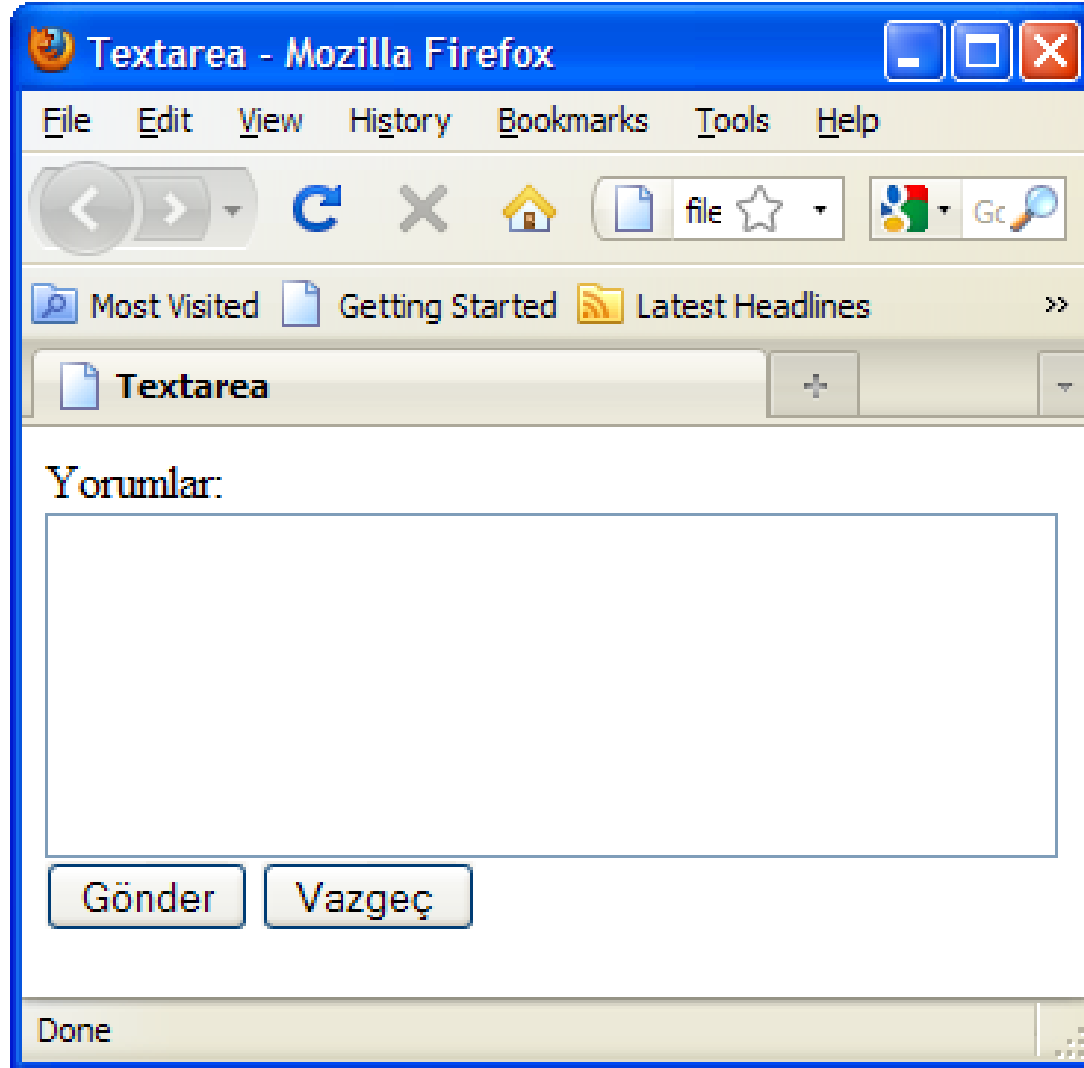 Textarea - Mozilla Firefox
File Edit View History Bookmarks Tools Help
file Go
Most Visited Getting Started Latest Headlines »
Textarea +
Yorumlar:
Gönder Vazgeç
Done